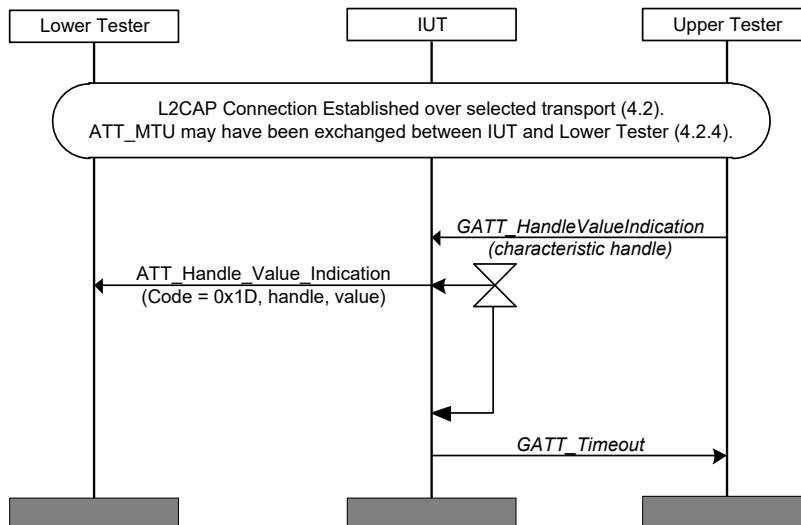 Lower Tester
IUT
Upper Tester
L2CAP Connection Established over selected transport (4.2).
ATT_MTU may have been exchanged between IUT and Lower Tester (4.2.4).
GATT_HandleValueIndication
(characteristic handle)
ATT_Handle_Value_Indication
(Code = 0x1D, handle, value)
GATT_Timeout